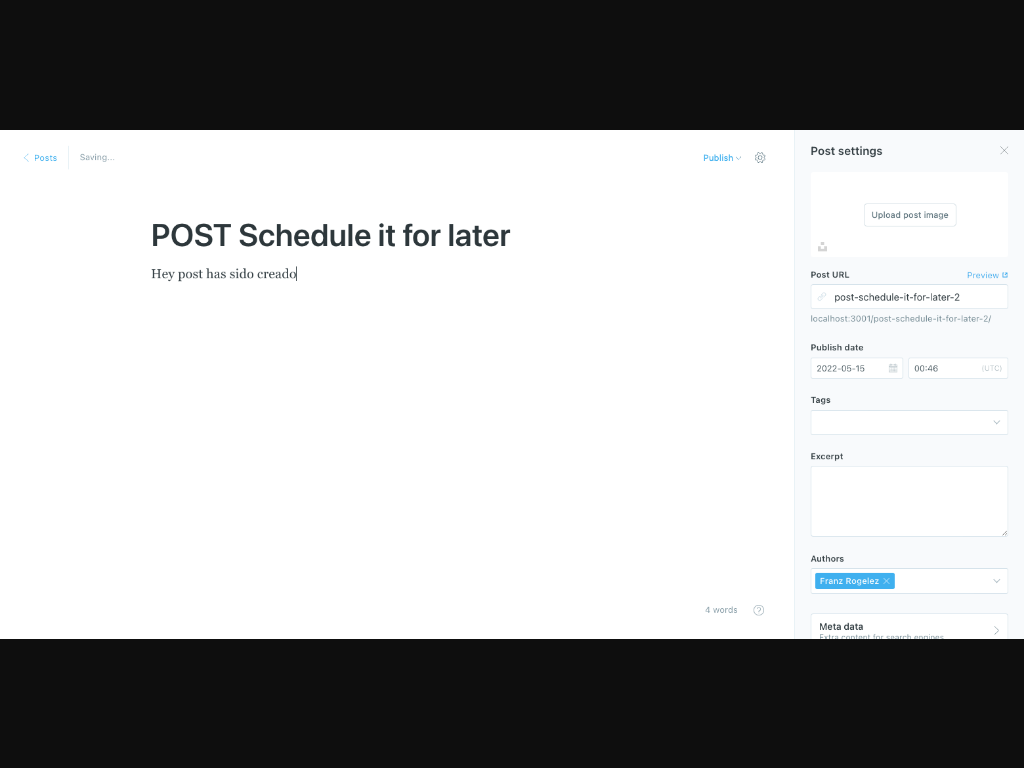 Posts
Saving...
Publish
POST Schedule it for later
Hey post has sido creado
4 words
?
Post settings
Upload post image
Post URL
Preview
post-schedule-it-for-later-2
localhost:3001/post-schedule-it-for-later-2/
Publish date
2022-05-15
00:46
(UTC)
Tags
Excerpt
Authors
Franz Rogelez
Meta data
Extra content for search engines